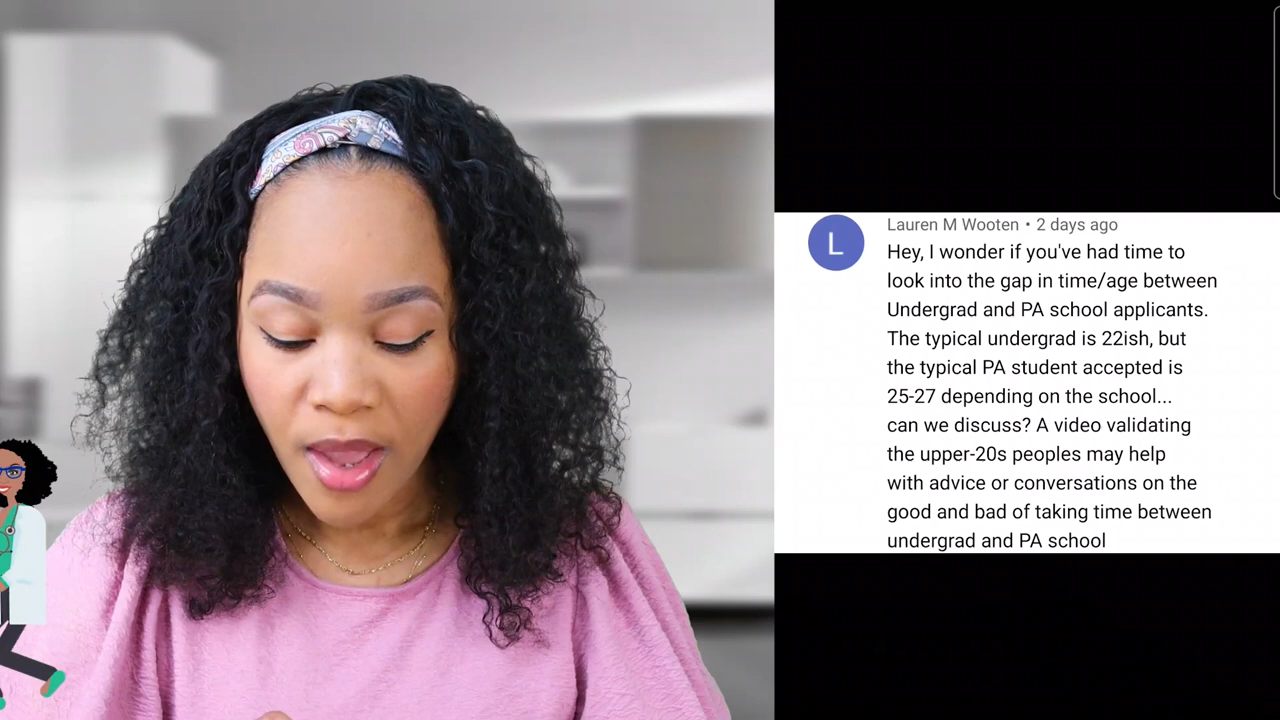 L
Lauren M Wooten • 2 days ago
Hey, I wonder if you've had time to
look into the gap in time/age between
Undergrad and PA school applicants.
The typical undergrad is 22ish, but
the typical PA student accepted is
25-27 depending on the school...
can we discuss? A video validating
the upper-20s peoples may help
with advice or conversations on the
good and bad of taking time between
undergrad and PA school